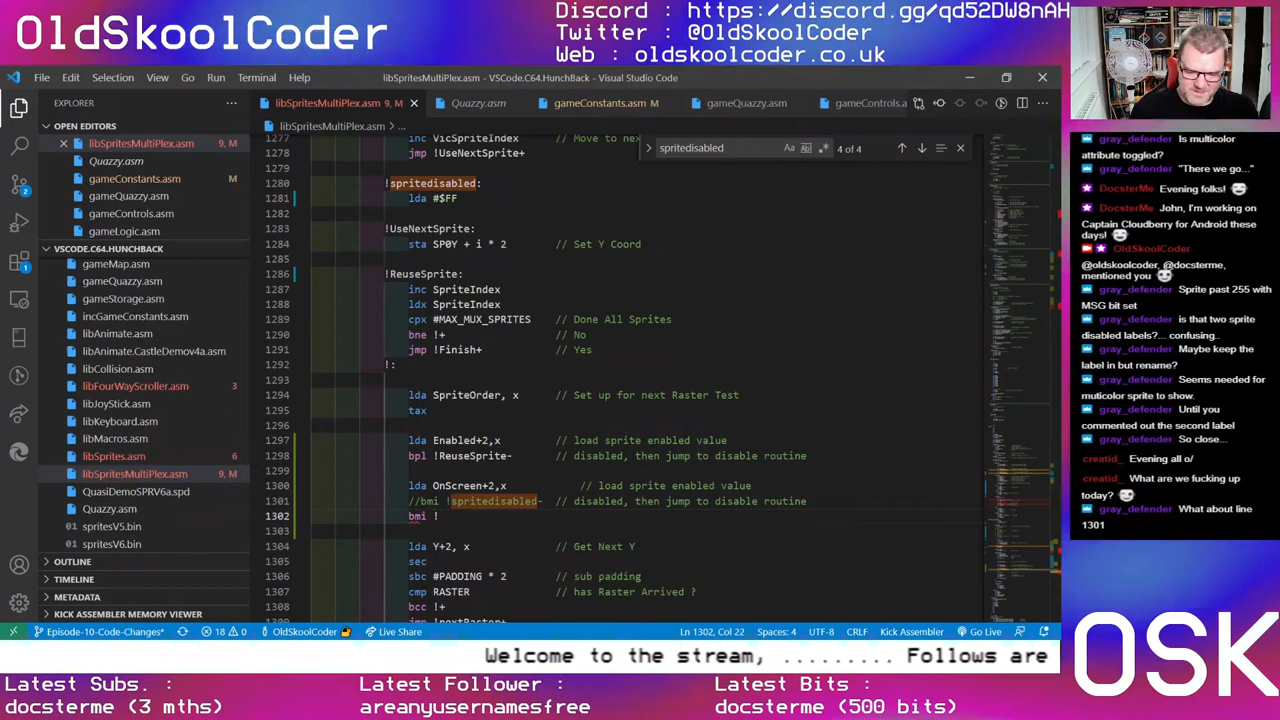 OldSkoolCoder
Discord : https://discord.gg/qd52DW8nAH
Twitter : @OldSkoolCoder
Web : oldskoolcoder.co.uk
File Edit Selection View Go Run Terminal Help
libSpritesMultiPlex.asm - VSCode.C64.HunchBack - Visual Studio Code
EXPLORER
libSpritesMultiPlex.asm 9, M
Quazzy.asm
gameConstants.asm M
gameQuazzy.asm
gameControls.a
OPEN EDITORS
libSpritesMultiPlex.asm 9, M
Quazzy.asm
gameConstants.asm M
gameQuazzy.asm
gameControls.asm
gameLogic.asm
VSCODE.C64.HUNCHBACK
gameMap.asm
gameQuazzy.asm
gameStorage.asm
incGameConstants.asm
libAnimate.asm
libAnimate.CastleDemov4a.asm
libCollision.asm
libFourWayScroller.asm 3
libJoyStick.asm
libKeyboard.asm
libMacros.asm
libSprites.asm 6
libSpritesMultiPlex.asm 9, M
QuasiDemoSPRV6a.spd
Quazzy.asm
spritesV5.bin
spritesV6.bin
OUTLINE
TIMELINE
METADATA
KICK ASSEMBLER MEMORY VIEWER
2
1
libSpritesMultiPlex.asm > ...
spritedisabled Aa ab .* 4 of 4
1277 inc VicSpriteIndex // Move to nex
1278 jmp !UseNextSprite+
1279
1280 !spritedisabled:
1281 lda #$FF
1282
1283 !UseNextSprite:
1284 sta SP0Y + i * 2 // Set Y Coord
1285
1286 !ReuseSprite:
1287 inc SpriteIndex
1288 ldx SpriteIndex
1289 cpx #MAX_MUX_SPRITES // Done All Sprites
1290 bne !+ // No
1291 jmp !Finish+ // Yes
1292 !:
1293
1294 lda SpriteOrder, x // Set up for next Raster Test
1295 tax
1296
1297 lda Enabled+2,x // load sprite enabled value
1298 bpl !ReuseSprite- // disabled, then jump to disable routine
1299
1300 lda OnScreen+2,x // load sprite enabled value
1301 //bmi !spritedisabled- // disabled, then jump to disable routine
1302 bmi !
1303
1304 lda Y+2, x // Get Next Y
1305 sec
1306 sbc #PADDING * 2 // sub padding
1307 cmp RASTER // has Raster Arrived ?
1308 bcc !+
jmp !nextRaster+
Episode-10-Code-Changes* 18 0 OldSkoolCoder Live Share
Ln 1302, Col 22 Spaces: 4 UTF-8 CRLF Kick Assembler Go Live
gray_defender: Is multicolor
attribute toggled?
gray_defender: "There we go..."
DocsterMe: Evening folks!
DocsterMe: John, I'm working on
Captain Cloudberry for Android these
days!
OldSkoolCoder
@oldskoolcoder, @docsterme,
mentioned you
gray_defender: Sprite past 255 with
MSG bit set
gray_defender: is that two sprite
disabled labels?... confusing..
gray_defender: Maybe keep the
label in but rename?
gray_defender: Seems needed for
muticolor sprite to show.
gray_defender: Until you
commented out the second label
gray_defender: So close...
creatid_: Evening all o/
creatid_: What are we fucking up
today?
gray_defender: What about line
1301
Welcome to the stream, ......... Follows are
Latest Subs. :
docsterme (3 mths)
Latest Follower :
areanyusernamesfree
Latest Bits :
docsterme (500 bits)
OSK